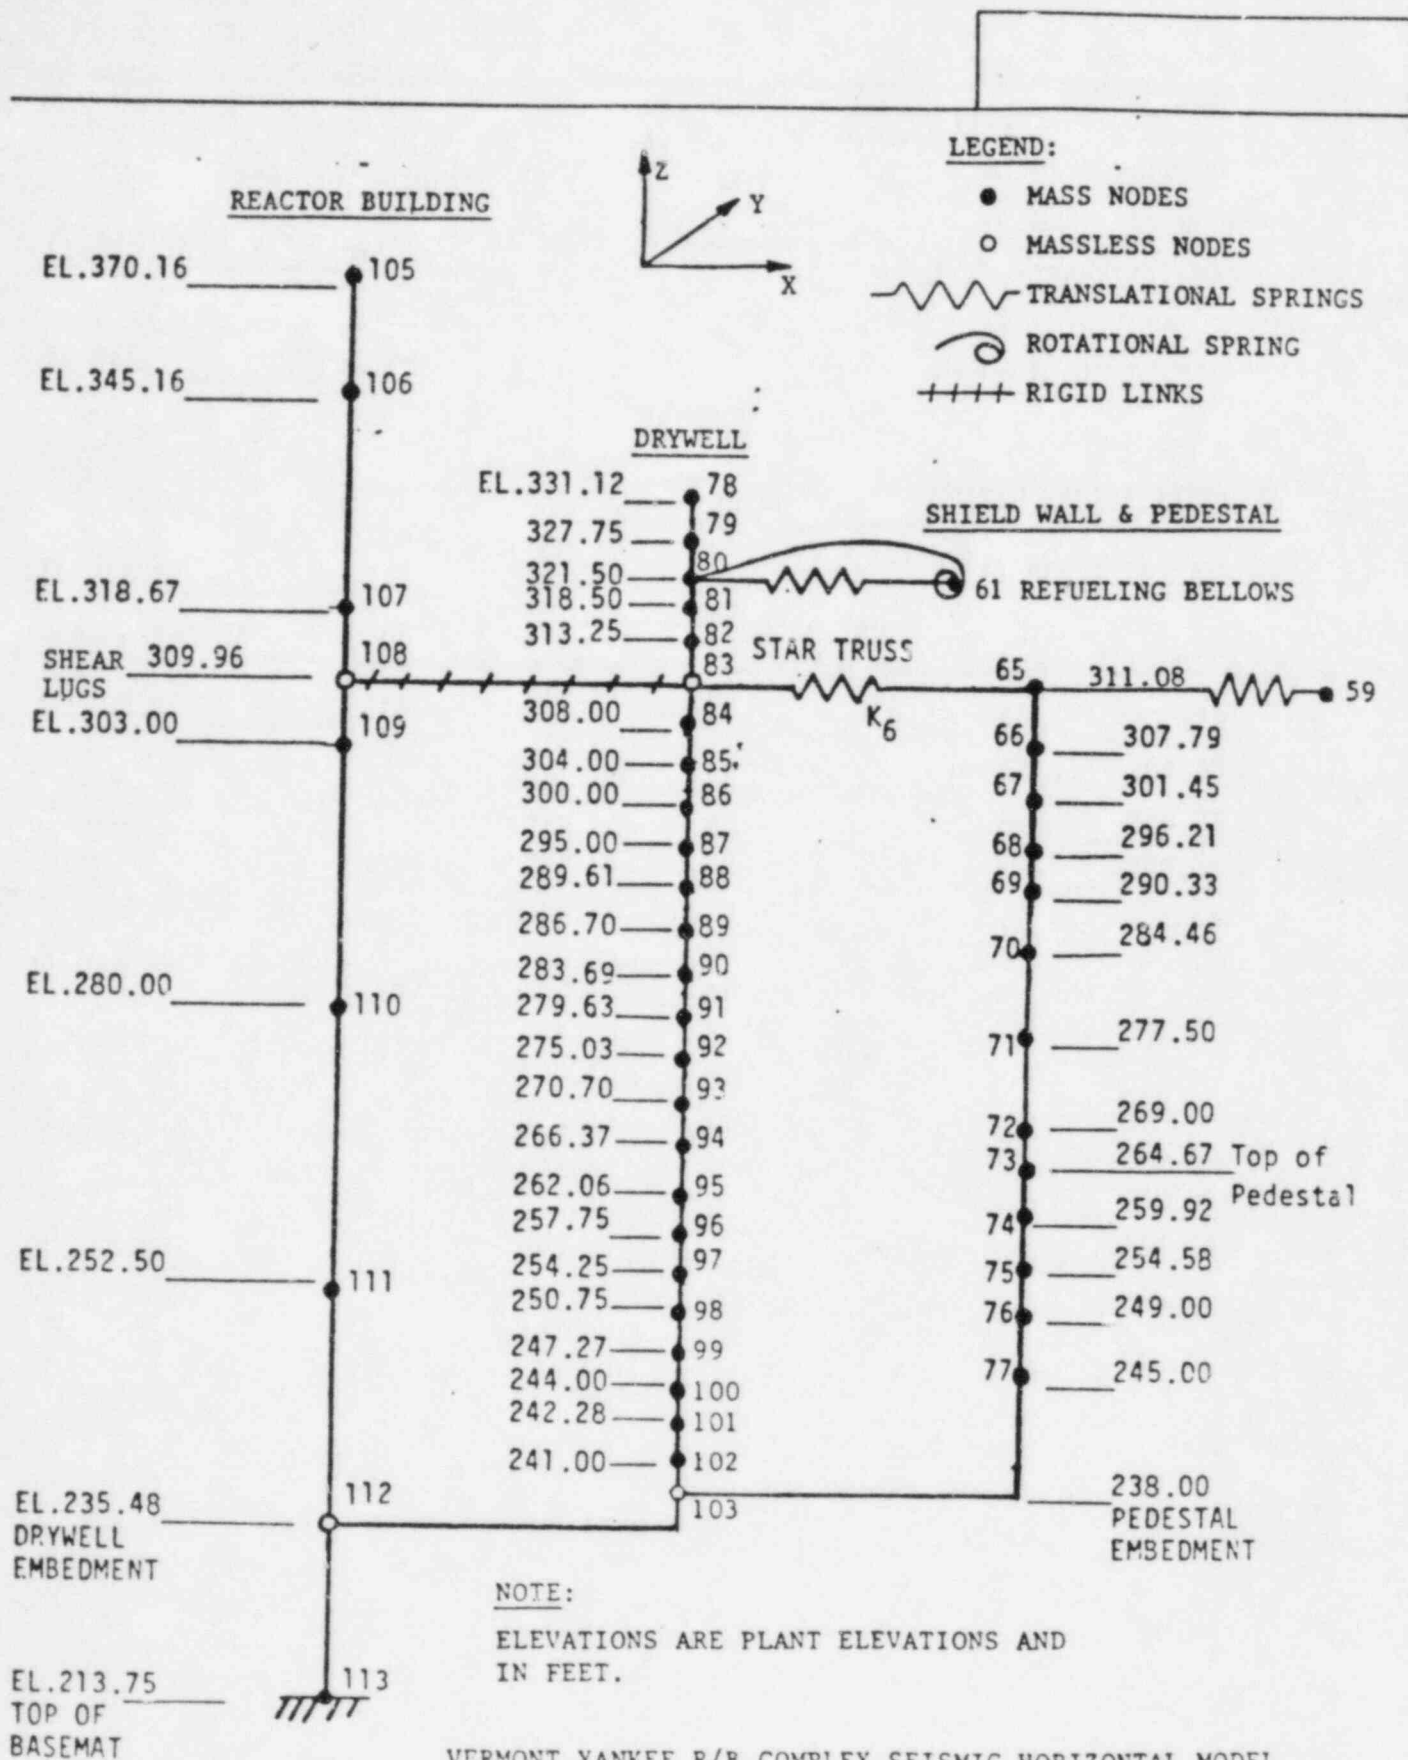 LEGEND:
MASS NODES
MASSLESS NODES
TRANSLATIONAL SPRINGS
ROTATIONAL SPRING
RIGID LINKS
Z
Y
X
REACTOR BUILDING
EL.370.16 105
EL.345.16 106
EL.318.67 107
SHEAR 309.96 108
LUGS
EL.303.00 109
EL.280.00 110
EL.252.50 111
EL.235.48 112
DRYWELL
EMBEDMENT
EL.213.75 113
TOP OF
BASEMAT
DRYWELL
EL.331.12 78
327.75 79
321.50 80
318.50 81
313.25 82
83
308.00 84
304.00 85
300.00 86
295.00 87
289.61 88
286.70 89
283.69 90
279.63 91
275.03 92
270.70 93
266.37 94
262.06 95
257.75 96
254.25 97
250.75 98
247.27 99
244.00 100
242.28 101
241.00 102
103
SHIELD WALL & PEDESTAL
61 REFUELING BELLOWS
STAR TRUSS
K6
65 311.08 59
66 307.79
67 301.45
68 296.21
69 290.33
70 284.46
71 277.50
72 269.00
73 264.67 Top of
Pedestal
74 259.92
75 254.58
76 249.00
77 245.00
238.00
PEDESTAL
EMBEDMENT
NOTE:
ELEVATIONS ARE PLANT ELEVATIONS AND
IN FEET.
VERMONT YANKEE R/B COMPLEX SEISMIC HORIZONTAL MODEL